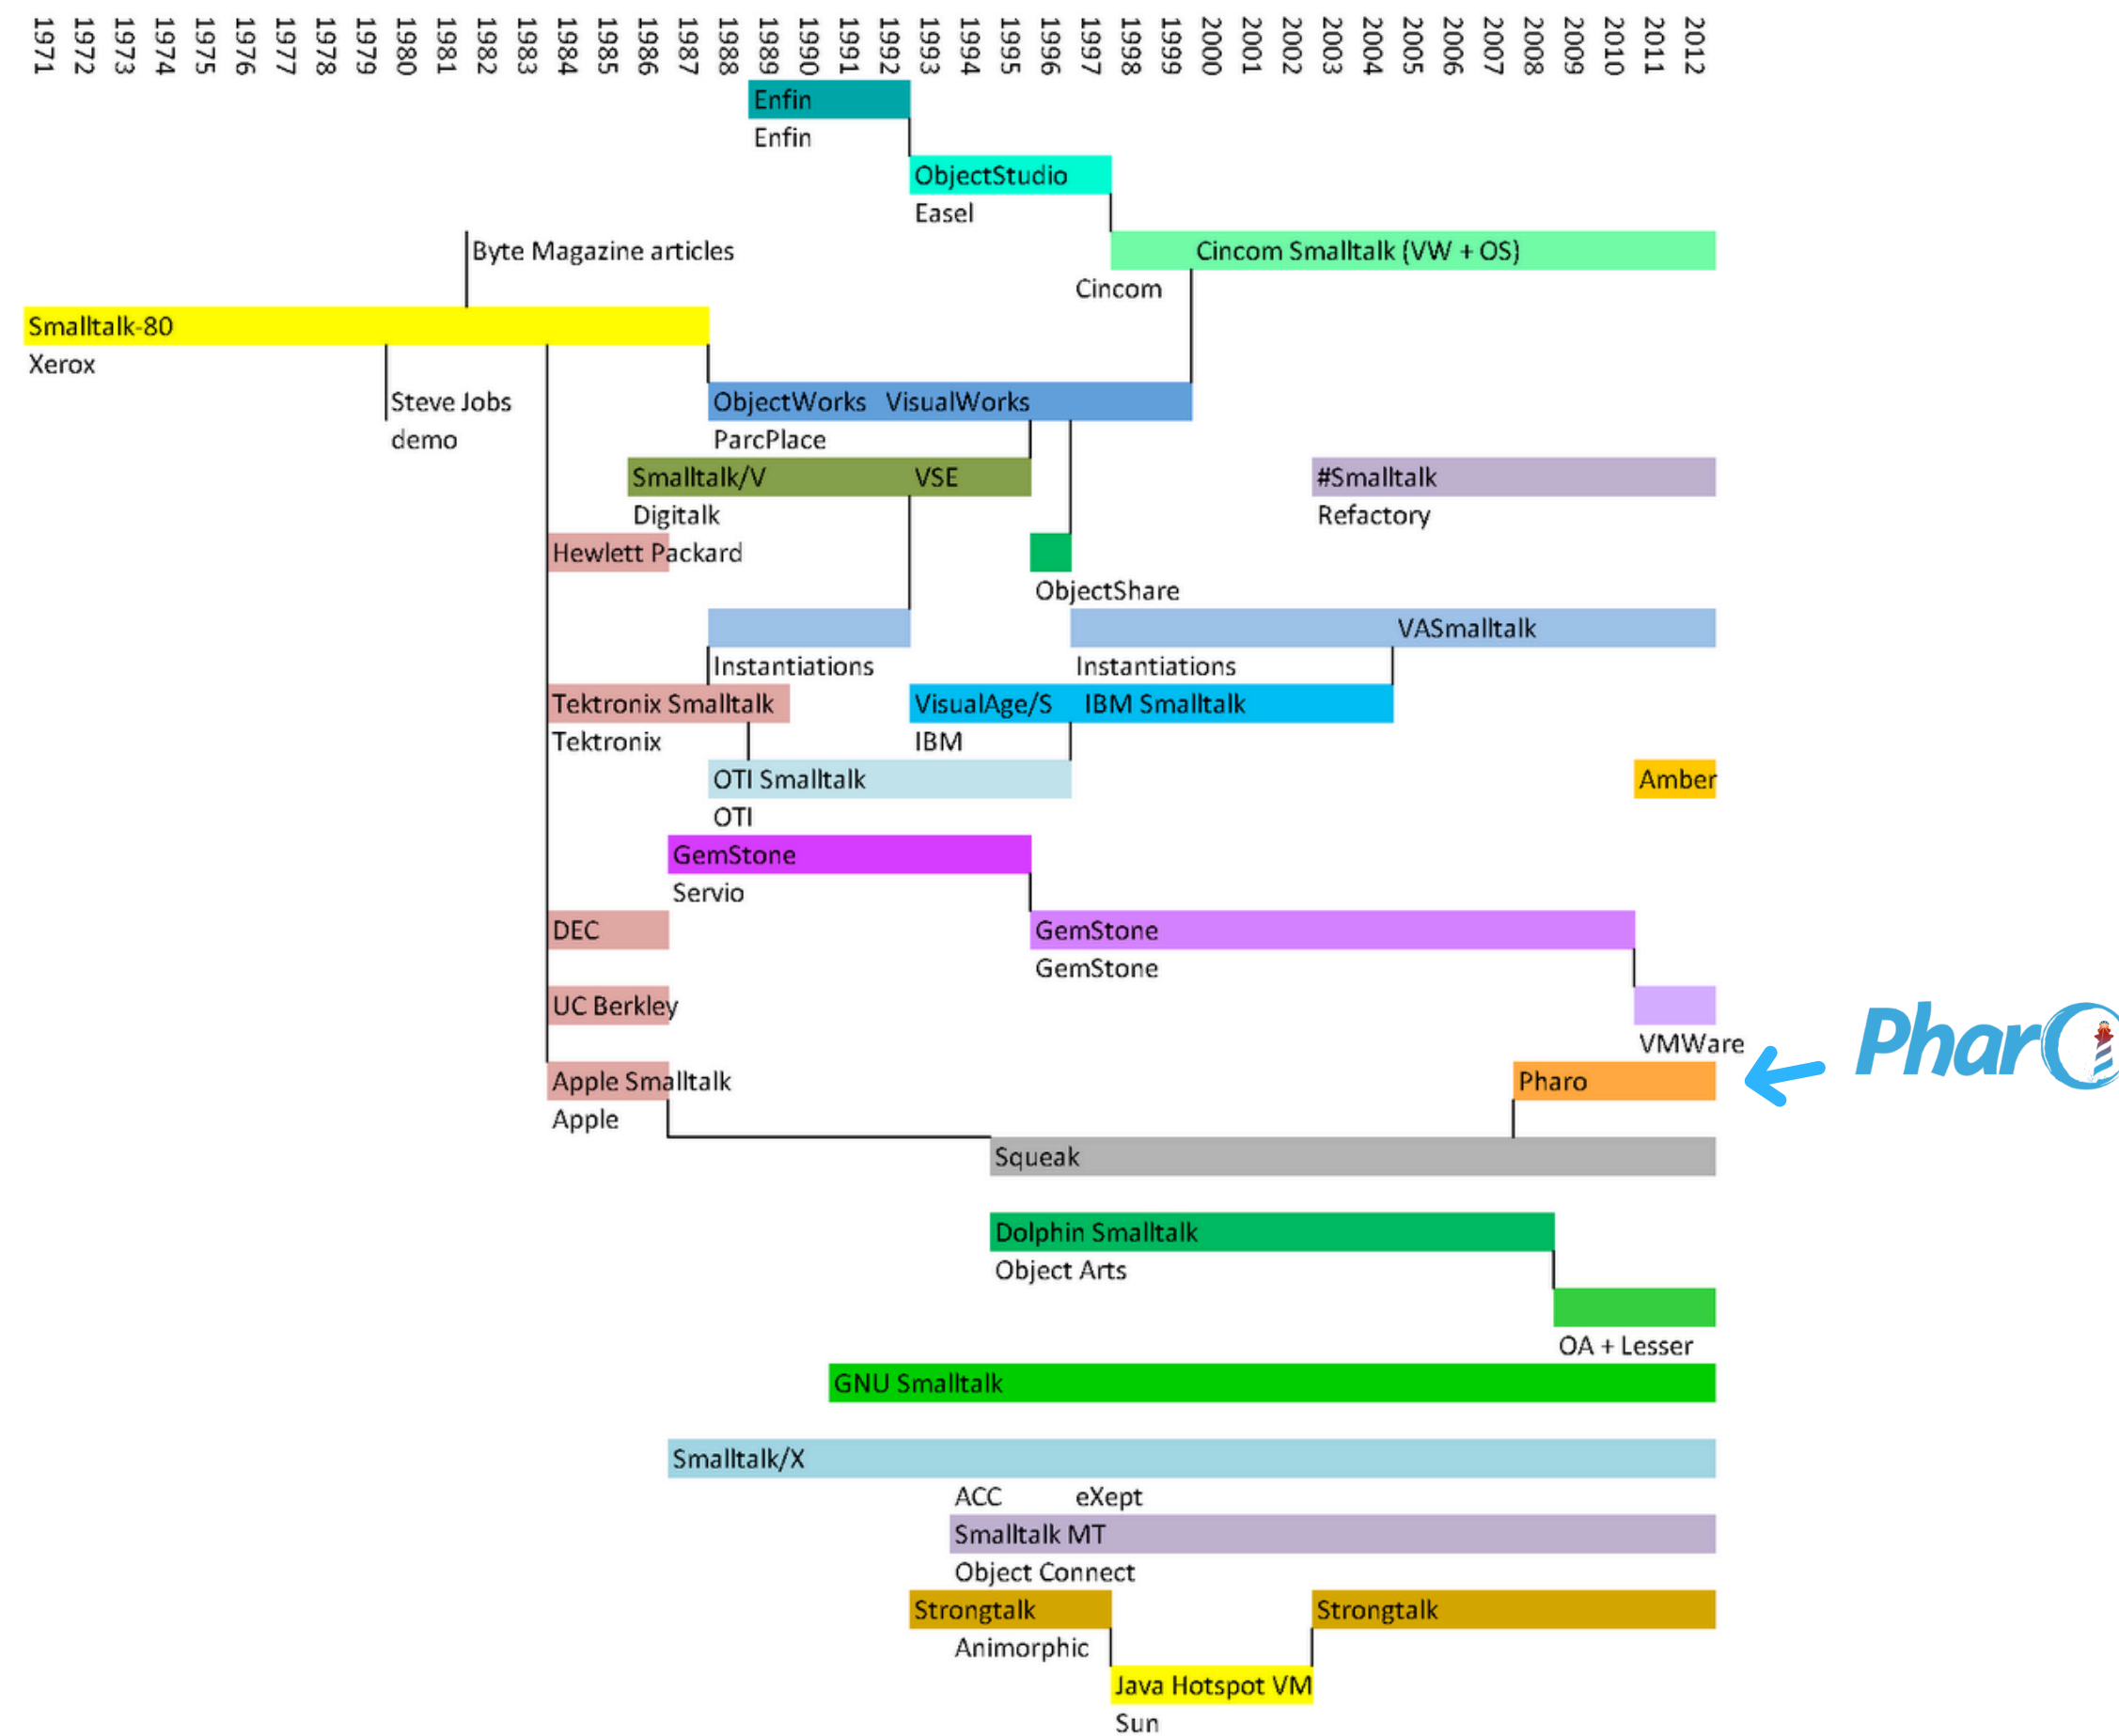 1971 1972 1973 1974 1975 1976 1977 1978 1979 1980 1981 1982 1983 1984 1985 1986 1987 1988 1989 1990 1991 1992 1993 1994 1995 1996 1997 1998 1999 2000 2001 2002 2003 2004 2005 2006 2007 2008 2009 2010 2011 2012
Enfin
Enfin
ObjectStudio
Easel
Byte Magazine articles
Cincom Smalltalk (VW + OS)
Cincom
Smalltalk-80
Xerox
Steve Jobs
demo
ObjectWorks VisualWorks
ParcPlace
Smalltalk/V VSE
#Smalltalk
Digitalk
Refactory
Hewlett Packard
ObjectShare
VASmalltalk
Instantiations
Instantiations
Tektronix Smalltalk
VisualAge/S IBM Smalltalk
Tektronix
IBM
OTI Smalltalk
Amber
OTI
GemStone
Servio
DEC
GemStone
GemStone
UC Berkley
VMWare
Pharo
Apple Smalltalk
Pharo
Apple
Squeak
Dolphin Smalltalk
Object Arts
OA + Lesser
GNU Smalltalk
Smalltalk/X
ACC eXept
Smalltalk MT
Object Connect
Strongtalk
Strongtalk
Animorphic
Java Hotspot VM
Sun